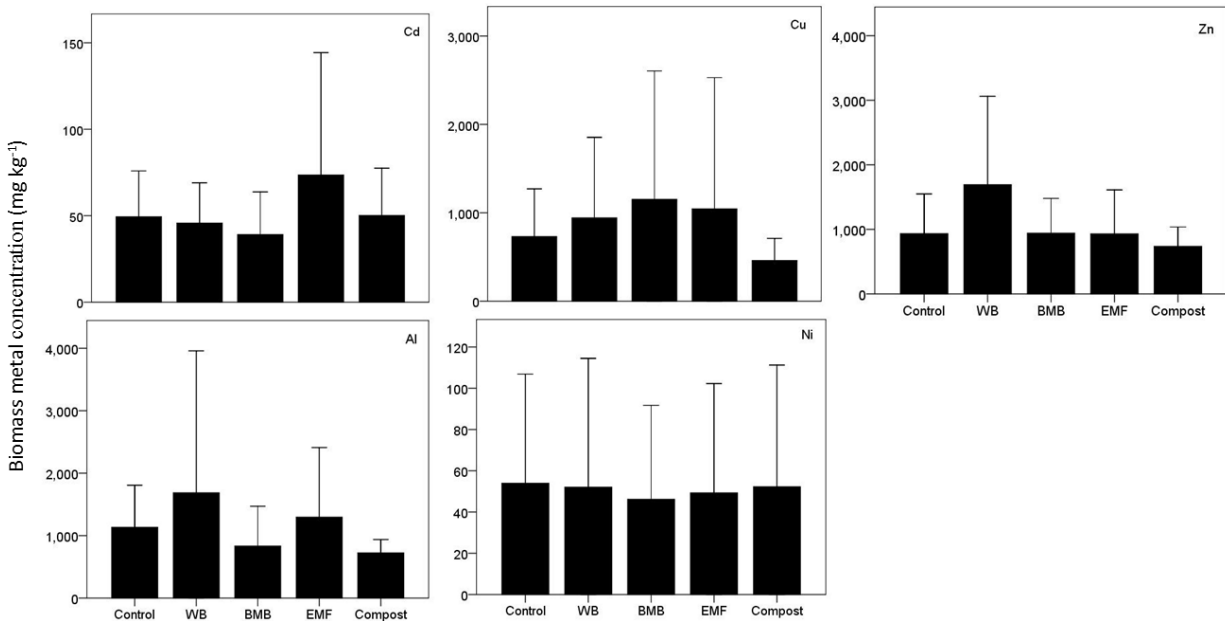 Biomass metal concentration (mg kg⁻¹)
Cd
150
100
50
0
Cu
3,000
2,000
1,000
0
Zn
4,000
3,000
2,000
1,000
0
Control WB BMB EMF Compost
Al
4,000
3,000
2,000
1,000
0
Control WB BMB EMF Compost
Ni
120
100
80
60
40
20
0
Control WB BMB EMF Compost